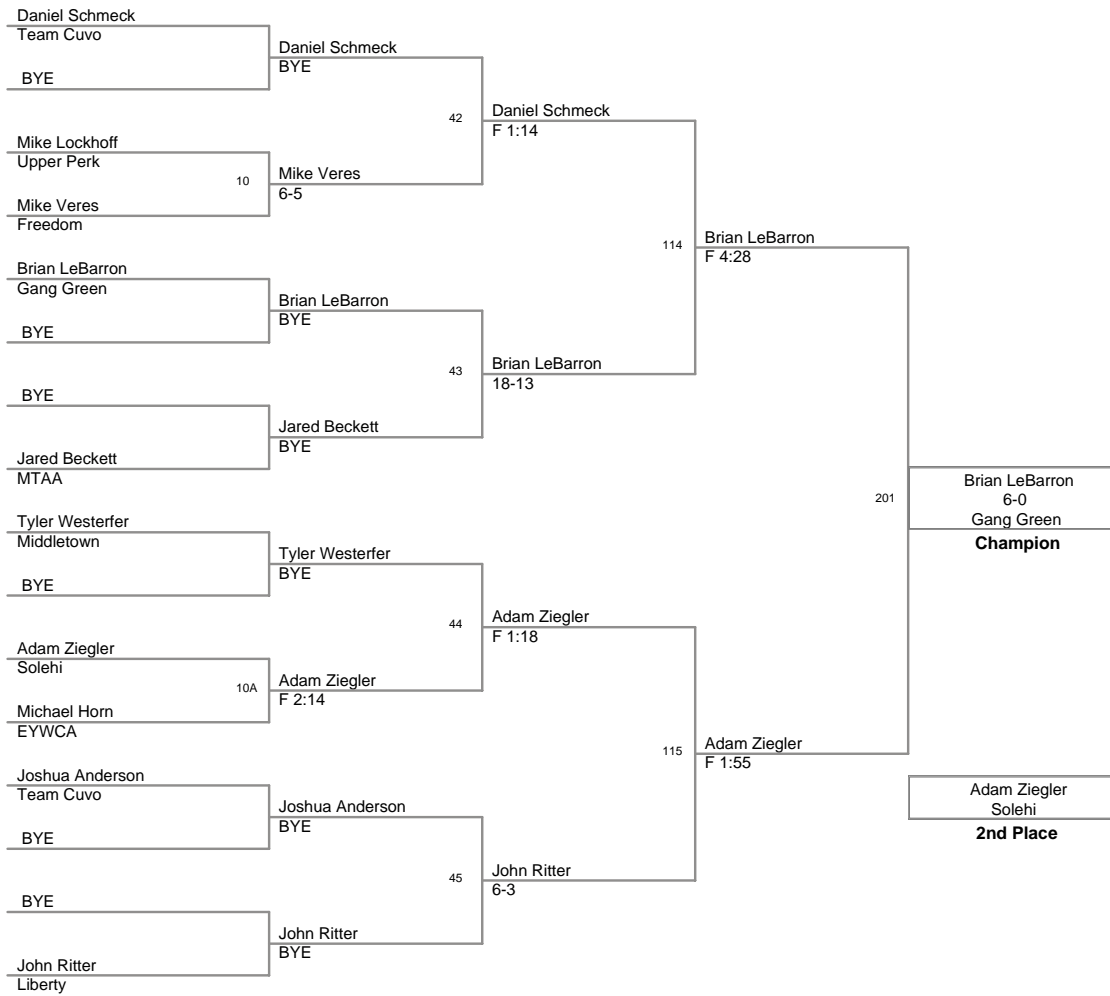 Daniel Schmeck
Team Cuvo
BYE
Mike Lockhoff
Upper Perk
Mike Veres
Freedom
Brian LeBarron
Gang Green
BYE
BYE
Jared Beckett
MTAA
Tyler Westerfer
Middletown
BYE
Adam Ziegler
Solehi
Michael Horn
EYWCA
Joshua Anderson
Team Cuvo
BYE
BYE
John Ritter
Liberty
Daniel Schmeck
BYE
10
Mike Veres
6-5
Brian LeBarron
BYE
Jared Beckett
BYE
Tyler Westerfer
BYE
10A
Adam Ziegler
F 2:14
Joshua Anderson
BYE
John Ritter
BYE
42
Daniel Schmeck
F 1:14
43
Brian LeBarron
18-13
44
Adam Ziegler
F 1:18
45
John Ritter
6-3
114
Brian LeBarron
F 4:28
115
Adam Ziegler
F 1:55
201
Brian LeBarron
6-0
Gang Green
Champion
Adam Ziegler
Solehi
2nd Place